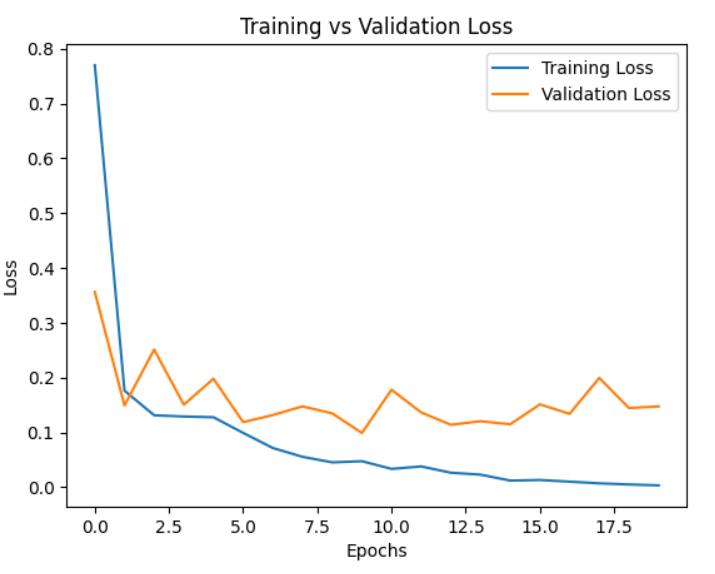 Training vs Validation Loss
Training Loss
Validation Loss
Loss
0.8
0.7
0.6
0.5
0.4
0.3
0.2
0.1
0.0
0.0 2.5 5.0 7.5 10.0 12.5 15.0 17.5
Epochs